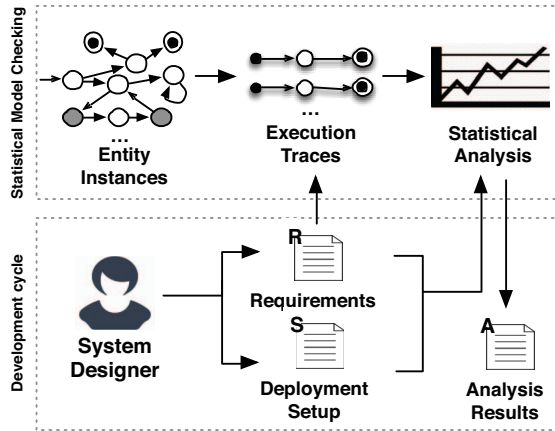 Statistical Model Checking
...
Entity
Instances
...
Execution
Traces
Statistical
Analysis
Development cycle
System
Designer
R
Requirements
S
Deployment
Setup
A
Analysis
Results